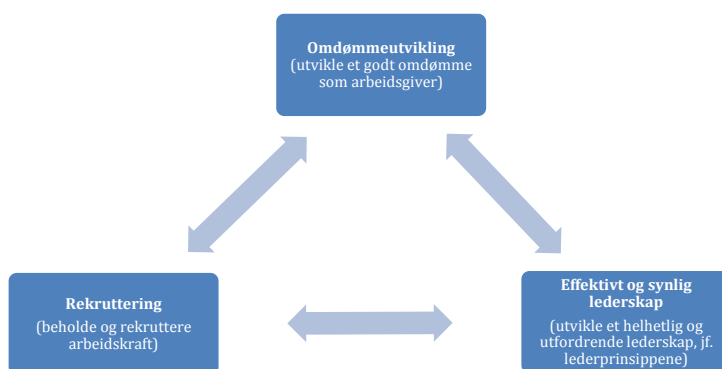 Omdømmeutvikling
(utvikle et godt omdømme
som arbeidsgiver)
Rekruttering
(beholde og rekruttere
arbeidskraft)
Effektivt og synlig
lederskap
(utvikle et helhetlig og
utfordrende lederskap, jf.
lederprinsippene)